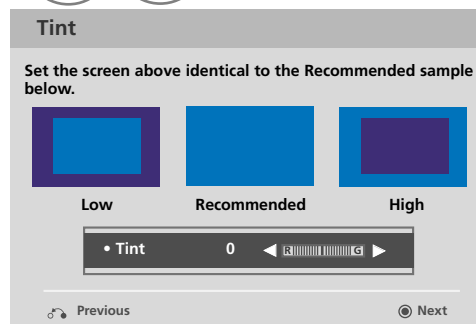 Tint
Set the screen above identical to the Recommended sample
below.
Low Recommended High
• Tint 0 ◀ R G ▶
Previous Next